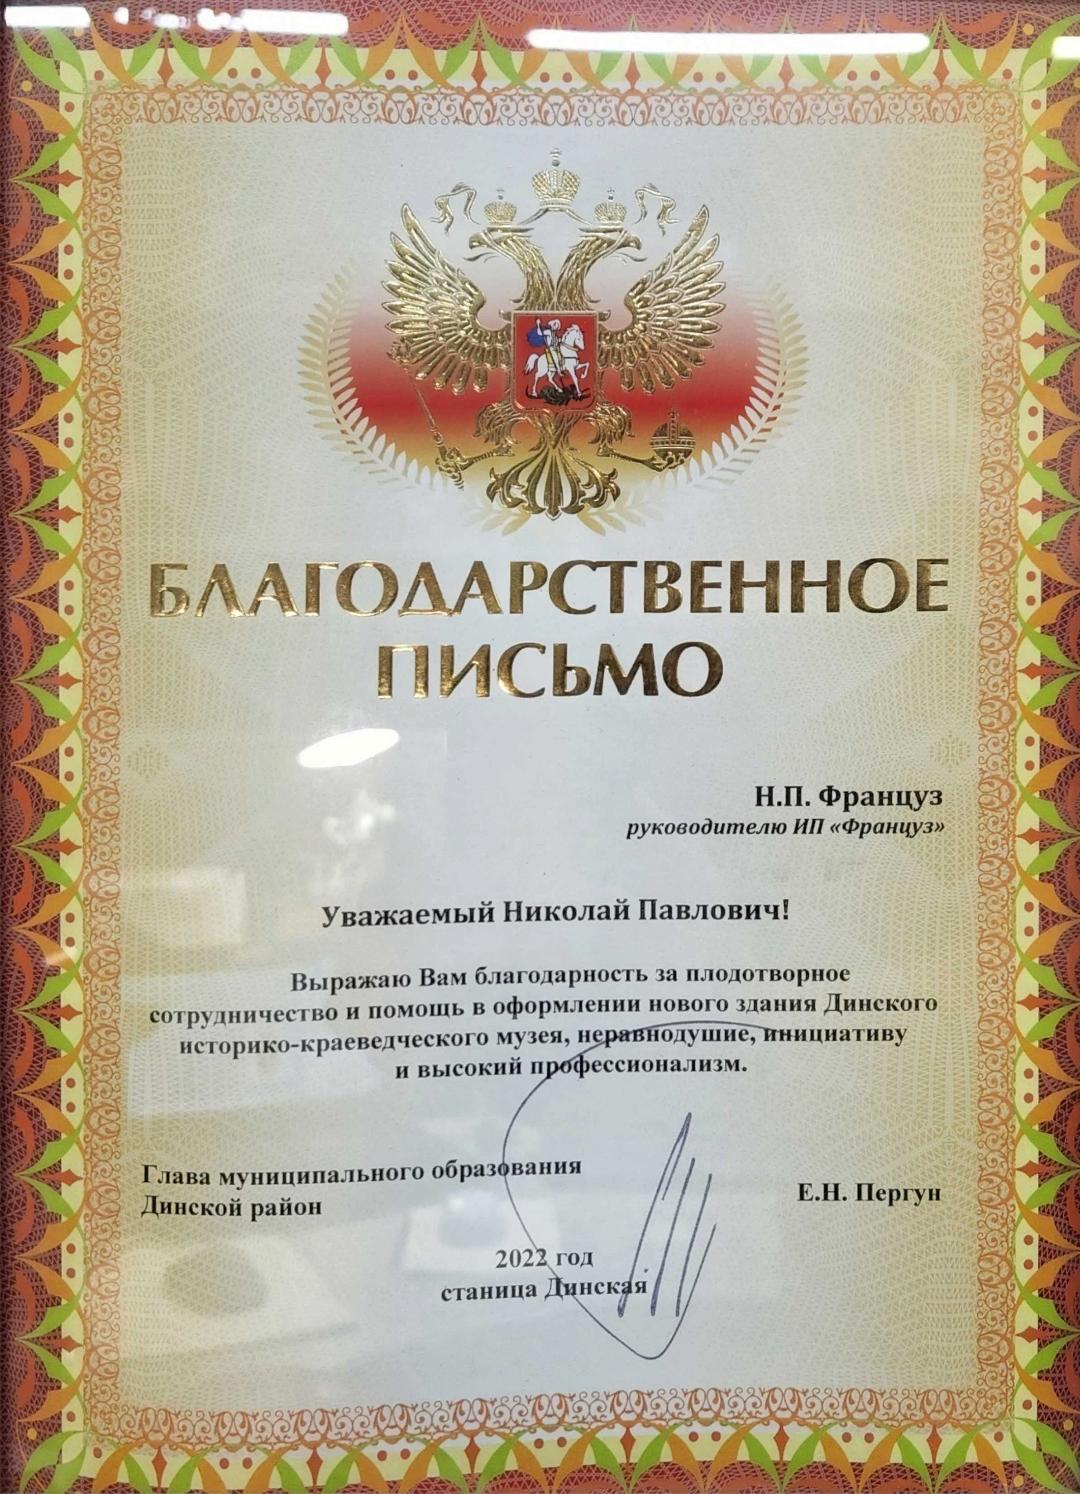 БЛАГОДАРСТВЕННОЕ
ПИСЬМО
Н.П. Француз
руководителю ИП «Француз»
Уважаемый Николай Павлович!
Выражаю Вам благодарность за плодотворное
сотрудничество и помощь в оформлении нового здания Динского
историко-краеведческого музея, неравнодушие, инициативу
и высокий профессионализм.
Глава муниципального образования
Динской район
Е.Н. Пергун
2022 год
станица Динская